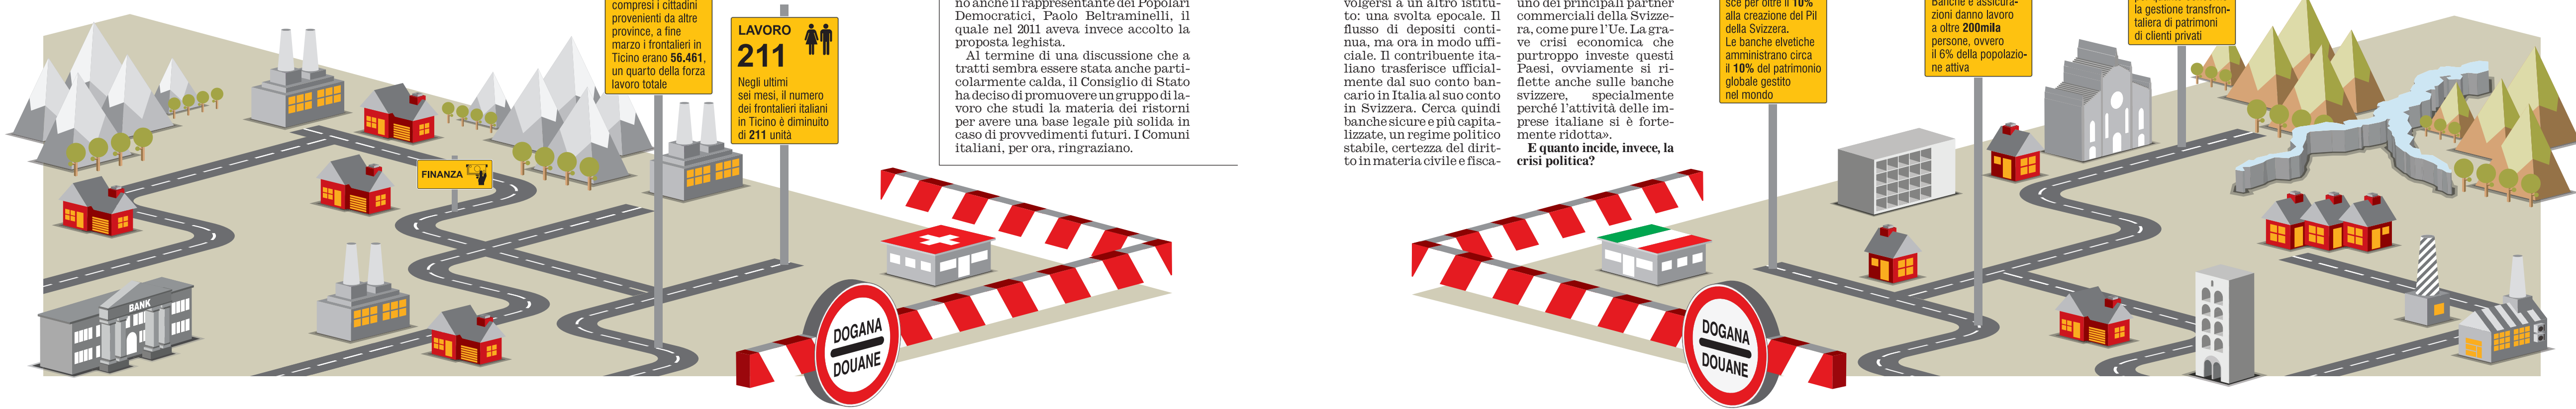 compresi i cittadini
provenienti da altre
province, a fine
marzo i frontalieri in
Ticino erano 56.461,
un quarto della forza
lavoro totale
LAVORO
211
Negli ultimi
sei mesi, il numero
dei frontalieri italiani
in Ticino è diminuito
di 211 unità
FINANZA
BANK
DOGANA
DOUANE
no anche il rappresentante dei Popolari
Democratici, Paolo Beltraminelli, il
quale nel 2011 aveva invece accolto la
proposta leghista.
Al termine di una discussione che a
tratti sembra essere stata anche parti-
colarmente calda, il Consiglio di Stato
ha deciso di promuovere un gruppo di la-
voro che studi la materia dei ristorni
per avere una base legale più solida in
caso di provvedimenti futuri. I Comuni
italiani, per ora, ringraziano.
volgersi a un altro istitu-
to: una svolta epocale. Il
flusso di depositi conti-
nua, ma ora in modo uffi-
ciale. Il contribuente ita-
liano trasferisce ufficial-
mente dal suo conto ban-
cario in Italia al suo conto
in Svizzera. Cerca quindi
banche sicure e più capita-
lizzate, un regime politico
stabile, certezza del dirit-
to in materia civile e fisca-
uno dei principali partner
commerciali della Svizze-
ra, come pure l'Ue. La gra-
ve crisi economica che
purtroppo investe questi
Paesi, ovviamente si ri-
flette anche sulle banche
svizzere, specialmente
perché l'attività delle im-
prese italiane si è forte-
mente ridotta».
E quanto incide, invece, la
crisi politica?
sce per oltre il 10%
alla creazione del Pil
della Svizzera.
Le banche elvetiche
amministrano circa
il 10% del patrimonio
globale gestito
nel mondo
Banche e assicura-
zioni danno lavoro
a oltre 200mila
persone, ovvero
il 6% della popolazio-
ne attiva
la gestione transfron-
taliera di patrimoni
di clienti privati
DOGANA
DOUANE